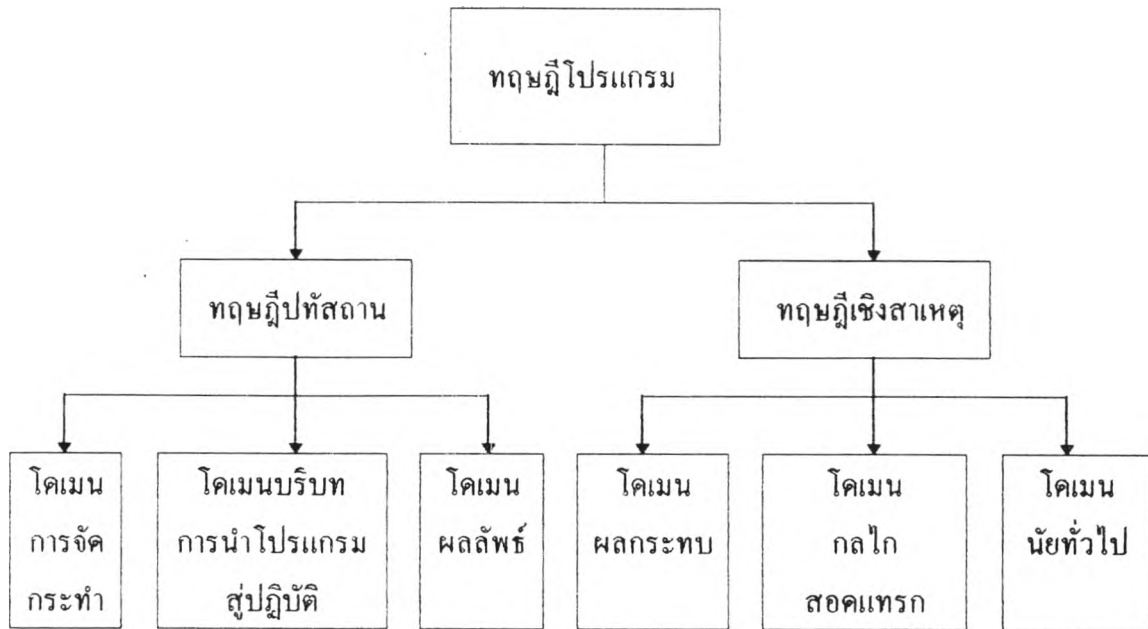 ทฤษฎีโปรแกรม
ทฤษฎีปทัสถาน
ทฤษฎีเชิงสาเหตุ
โดเมน
การจัด
กระทำ
โดเมนบริบท
การนำโปรแกรม
สู่ปฏิบัติ
โดเมน
ผลลัพธ์
โดเมน
ผลกระทบ
โดเมน
กลไก
สอดแทรก
โดเมน
นัยทั่วไป